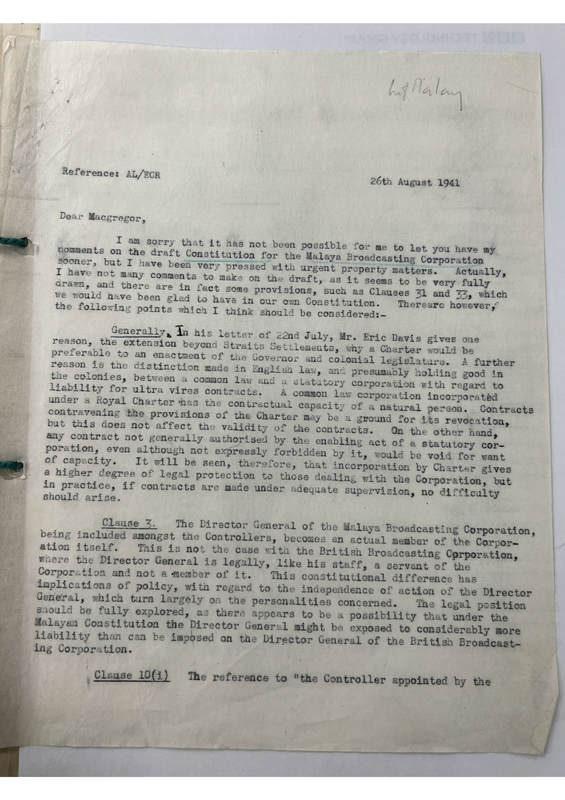 Reference: AL/ECR
26th August 1941
Dear Macgregor,
I am sorry that it has not been possible for me to let you have my
comments on the draft Constitution for the Malaya Broadcasting Corporation
sooner, but I have been very pressed with urgent property matters. Actually,
I have not many comments to make on the draft, as it seems to be very fully
drawn, and there are in fact some provisions, such as Clauses 31 and 33, which
we would have been glad to have in our own Constitution. Thereare however,
the following points which I think should be considered:-
Generally. In his letter of 22nd July, Mr. Eric Davis gives one
reason, the extension beyond Straits Settlements, why a Charter would be
preferable to an enactment of the Governor and colonial legislature. A further
reason is the distinction made in English law, and presumably holding good in
the colonies, between a common law and a statutory corporation with regard to
liability for ultra vires contracts. A common law corporation incorporated
under a Royal Charter has the contractual capacity of a natural person. Contracts
contravening the provisions of the Charter may be a ground for its revocation,
but this does not affect the validity of the contracts. On the other hand,
any contract not generally authorised by the enabling act of a statutory cor-
poration, even although not expressly forbidden by it, would be void for want
of capacity. It will be seen, therefore, that incorporation by Charter gives
a higher degree of legal protection to those dealing with the Corporation, but
in practice, if contracts are made under adequate supervision, no difficulty
should arise.
Clause 3. The Director General of the Malaya Broadcasting Corporation,
being included amongst the Controllers, becomes an actual member of the Corpor-
ation itself. This is not the case with the British Broadcasting Corporation,
where the Director General is legally, like his staff, a servant of the
Corporation and not a member of it. This constitutional difference has
implications of policy, with regard to the independence of action of the Director
General, which turn largely on the personalities concerned. The legal position
should be fully explored, as there appears to be a possibility that under the
Malayan Constitution the Director General might be exposed to considerably more
liability than can be imposed on the Director General of the British Broadcast-
ing Corporation.
Clause 10(i) The reference to "the Controller appointed by the